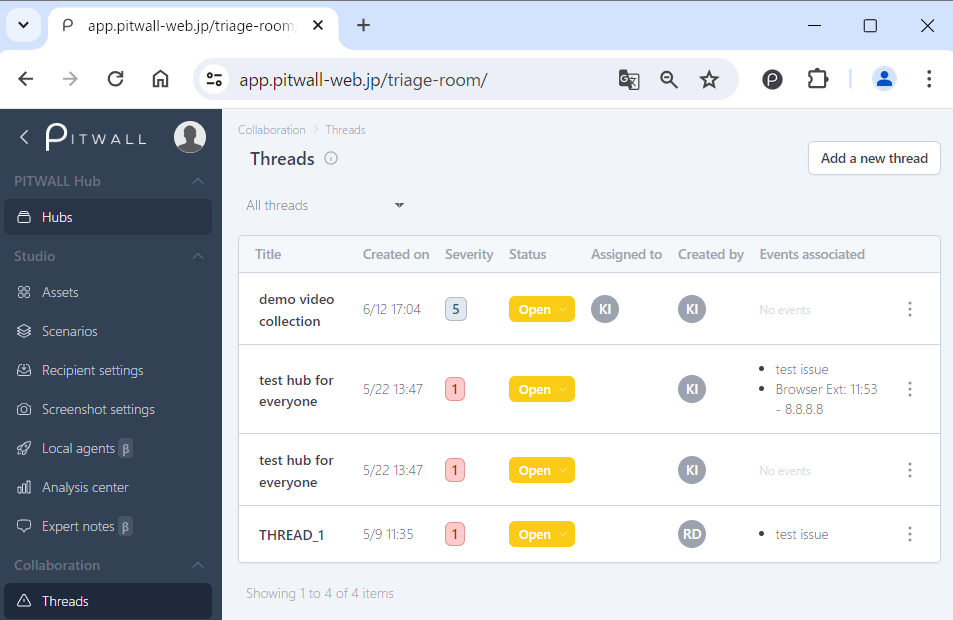 app.pitwall-web.jp/triage-room/
app.pitwall-web.jp/triage-room/
PITWALL
PITWALL Hub
Hubs
Studio
Assets
Scenarios
Recipient settings
Screenshot settings
Local agents β
Analysis center
Expert notes β
Collaboration
Threads
Collaboration > Threads
Threads
Add a new thread
All threads
Title Created on Severity Status Assigned to Created by Events associated
demo video
collection
6/12 17:04 5 Open KI KI No events
test hub for
everyone
5/22 13:47 1 Open KI
• test issue
• Browser Ext: 11:53
- 8.8.8.8
test hub for
everyone
5/22 13:47 1 Open KI No events
THREAD_1 5/9 11:35 1 Open RD • test issue
Showing 1 to 4 of 4 items